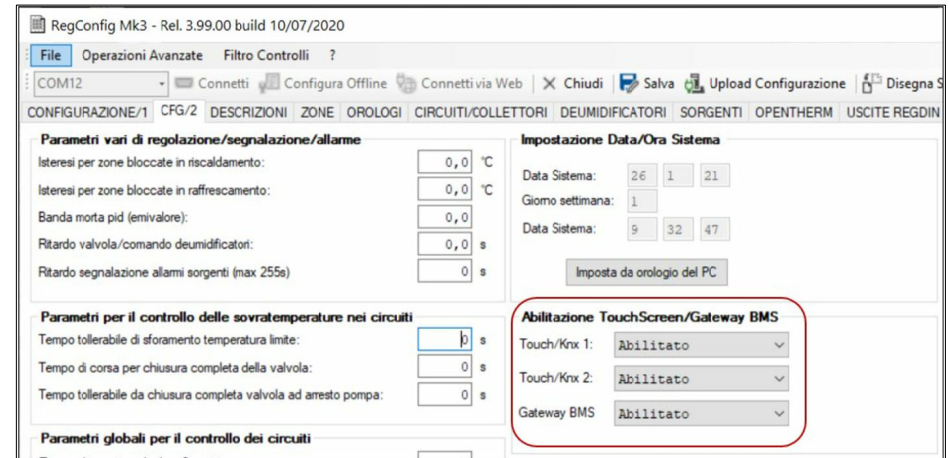 RegConfig Mk3 - Rel. 3.99.00 build 10/07/2020
File Operazioni Avanzate Filtro Controlli ?
COM12 Connetti Configura Offline Connetti via Web Chiudi Salva Upload Configurazione Disegna S
CONFIGURAZIONE/1 CFG/2 DESCRIZIONI ZONE OROLOGI CIRCUITI/COLLETTORI DEUMIDIFICATORI SORGENTI OPENTHERM USCITE REGDIN
Parametri vari di regolazione/segnalazione/allarme
Isteresi per zone bloccate in riscaldamento: 0,0 °C
Isteresi per zone bloccate in raffrescamento: 0,0 °C
Banda morta pid (emivalore): 0,0
Ritardo valvola/comando deumidificatori: 0,0 s
Ritardo segnalazione allarmi sorgenti (max 255s) 0 s
Impostazione Data/Ora Sistema
Data Sistema: 26 1 21
Giorno settimana: 1
Data Sistema: 9 32 47
Imposta da orologio del PC
Parametri per il controllo delle sovratemperature nei circuiti
Tempo tollerabile di sforamento temperatura limite: 0 s
Tempo di corsa per chiusura completa della valvola: 0 s
Tempo tollerabile da chiusura completa valvola ad arresto pompa: 0 s
Abilitazione TouchScreen/Gateway BMS
Touch/Knx 1: Abilitato
Touch/Knx 2: Abilitato
Gateway BMS Abilitato
Parametri globali per il controllo dei circuiti